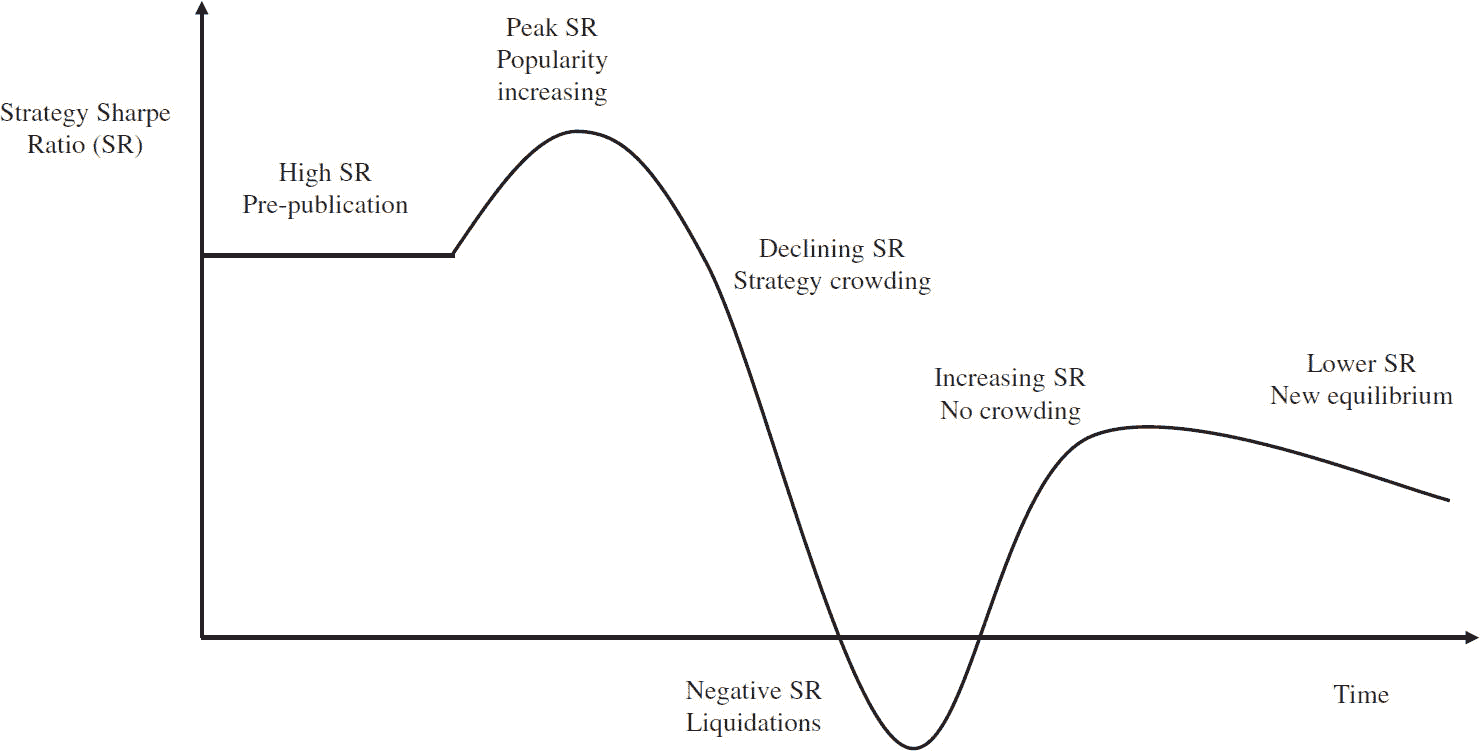 Peak SR
Popularity
increasing
Strategy Sharpe
Ratio (SR)
High SR
Pre-publication
Declining SR
Strategy crowding
Increasing SR
No crowding
Lower SR
New equilibrium
Negative SR
Liquidations
Time